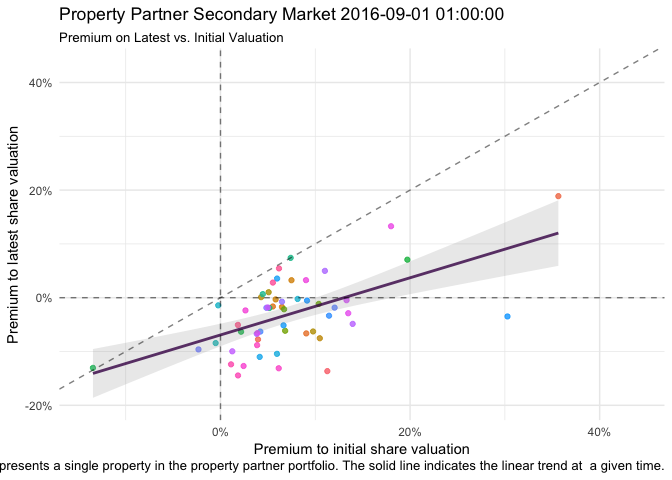 Property Partner Secondary Market 2016-09-01 01:00:00
Premium on Latest vs. Initial Valuation
40%
20%
0%
-20%
Premium to latest share valuation
0%
20%
40%
Premium to initial share valuation
presents a single property in the property partner portfolio. The solid line indicates the linear trend at  a given time.